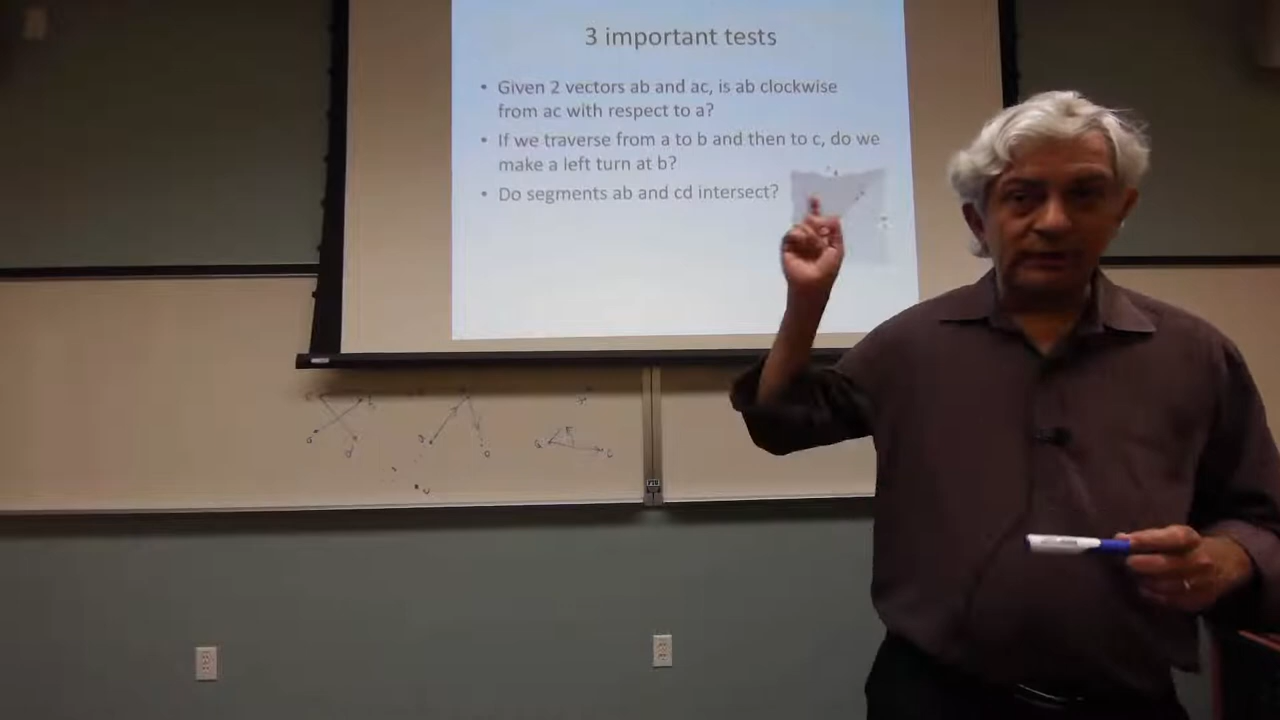 3 important tests
• Given 2 vectors ab and ac, is ab clockwise
from ac with respect to a?
• If we traverse from a to b and then to c, do we
make a left turn at b?
• Do segments ab and cd intersect?